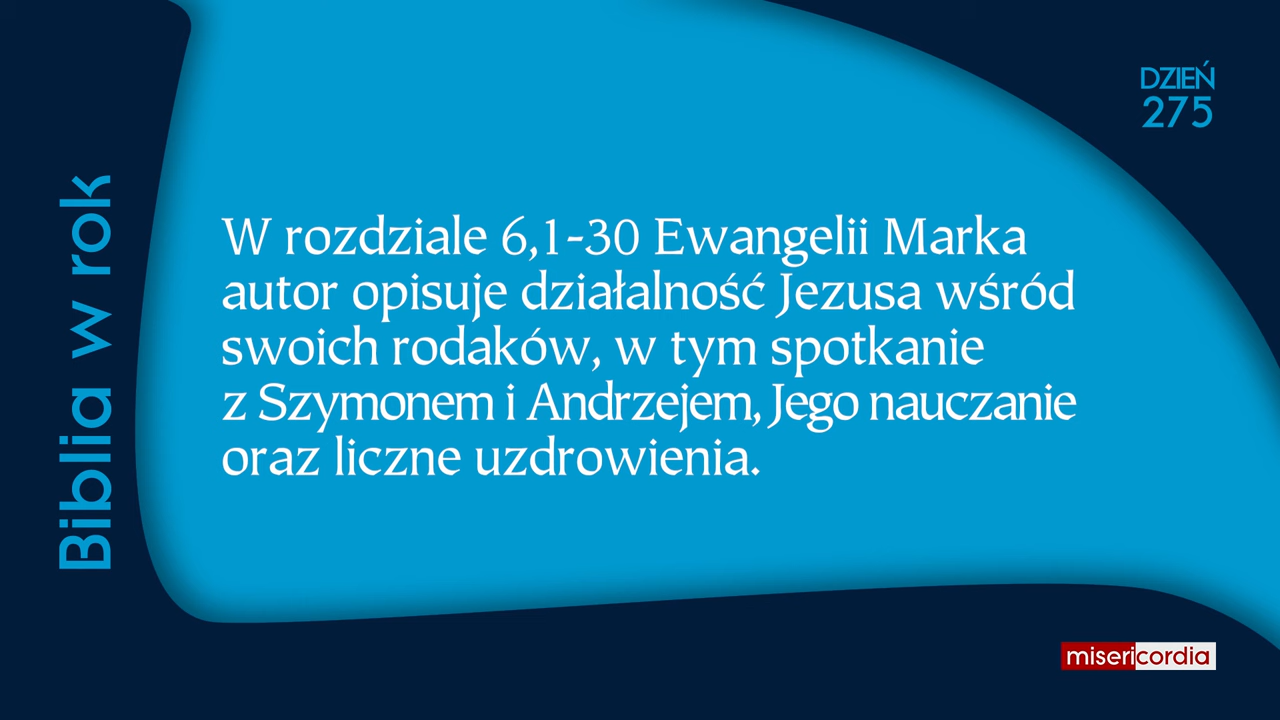 DZIEŃ
275
Biblia w rok
W rozdziale 6,1-30 Ewangelii Marka
autor opisuje działalność Jezusa wśród
swoich rodaków, w tym spotkanie
z Szymonem i Andrzejem, Jego nauczanie
oraz liczne uzdrowienia.
misericordia